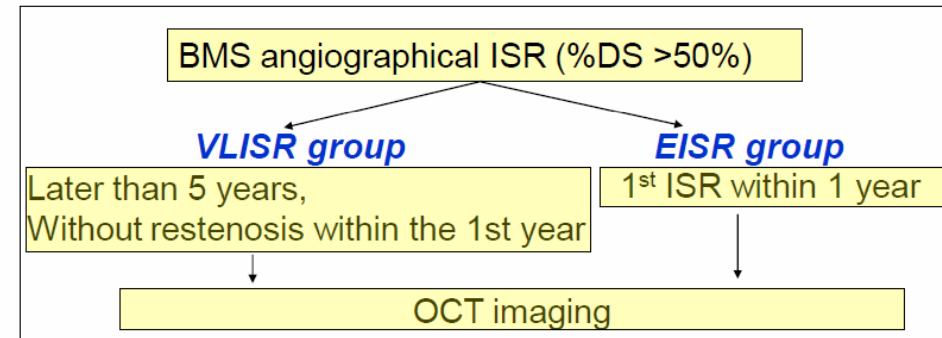 BMS angiographical ISR (%DS >50%)
VLISR group
EISR group
Later than 5 years,
Without restenosis within the 1st year
1st ISR within 1 year
OCT imaging